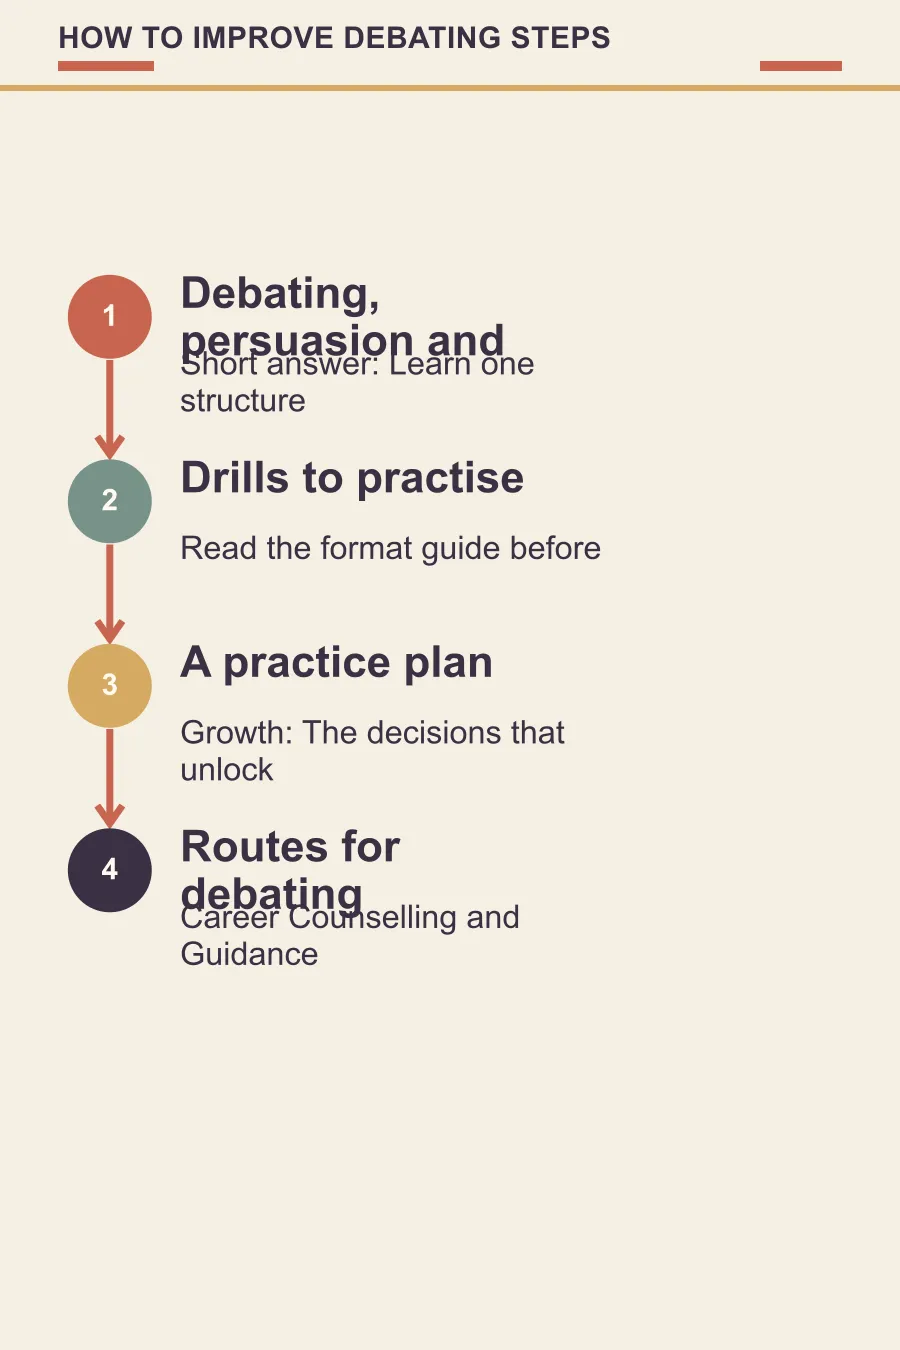 HOW TO IMPROVE DEBATING STEPS
1
Debating,
persuasion and
Short answer: Learn one
structure
2
Drills to practise
Read the format guide before
3
A practice plan
Growth: The decisions that
unlock
4
Routes for
debating
Career Counselling and
Guidance